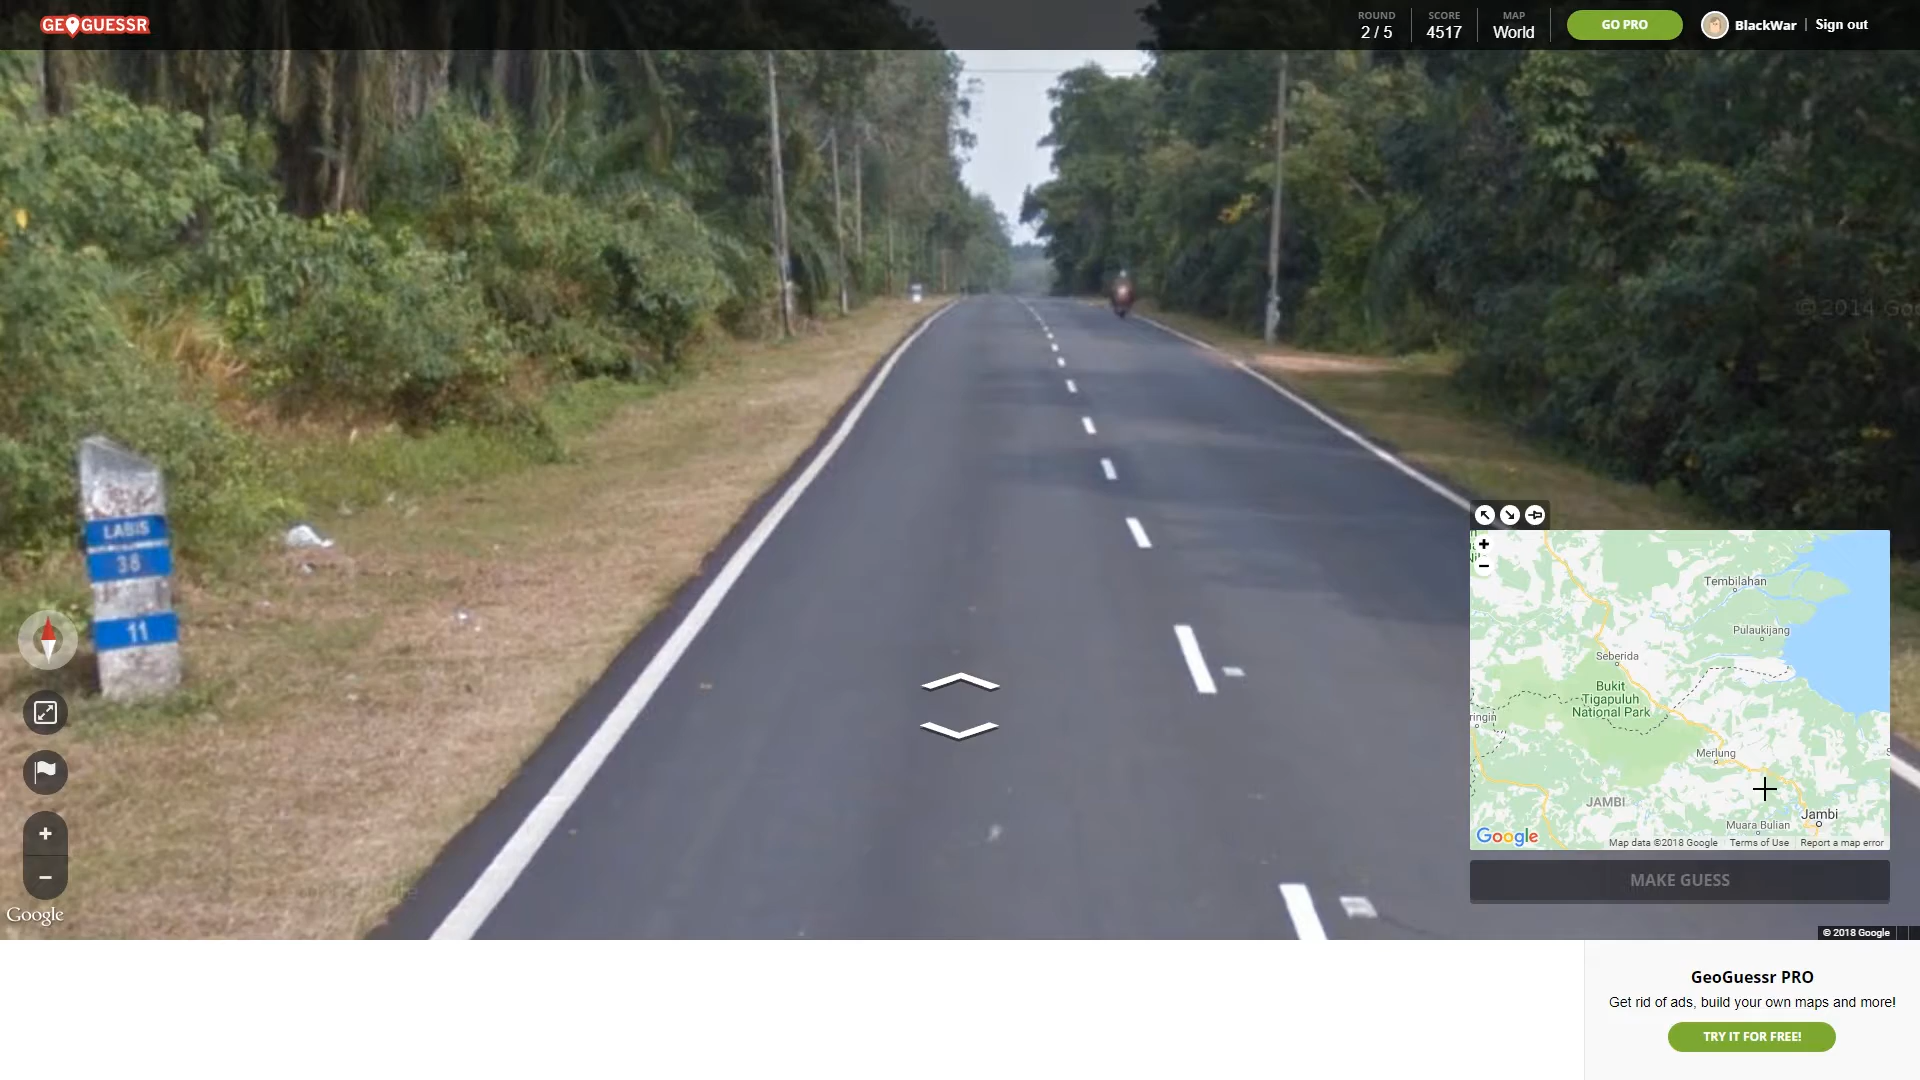 GEOGUESSR
ROUND
2 / 5
SCORE
4517
MAP
World
GO PRO
BlackWar
Sign out
© 2014 Goo
LABIS
38
11
Tembilahan
Pulaukijang
Seberida
Bukit
Tigapuluh
National Park
ringin
Merlung
JAMBI
Jambi
Muara Bulian
Google
Map data ©2018 Google
Terms of Use
Report a map error
MAKE GUESS
Google
© 2018 Google
GeoGuessr PRO
Get rid of ads, build your own maps and more!
TRY IT FOR FREE!